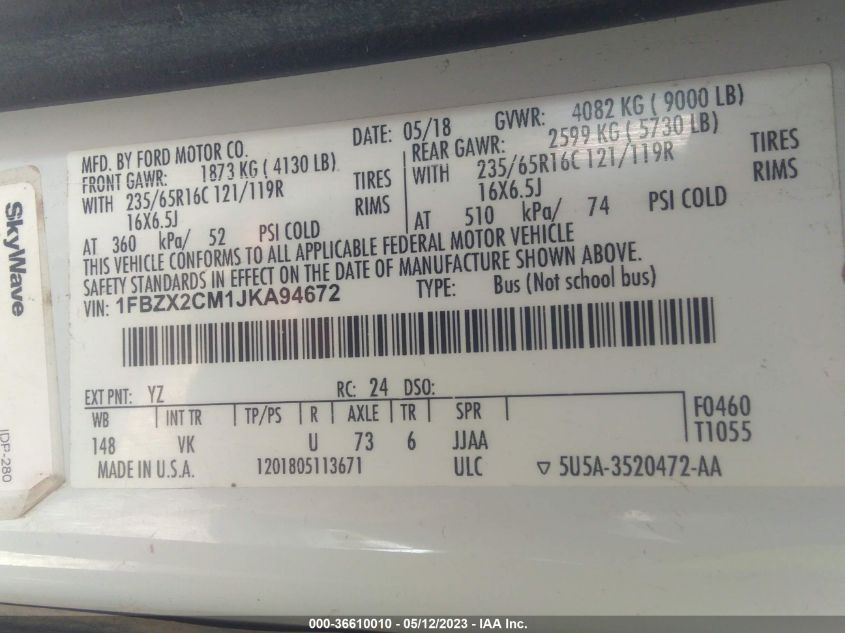 MFD. BY FORD MOTOR CO.
DATE: 05/18
GVWR: 4082 KG ( 9000 LB)
FRONT GAWR: 1873 KG ( 4130 LB)
REAR GAWR: 2599 KG ( 5730 LB)
WITH 235/65R16C 121/119R TIRES
WITH 235/65R16C 121/119R TIRES
16X6.5J RIMS
16X6.5J RIMS
AT 360 kPa/ 52 PSI COLD
AT 510 kPa/ 74 PSI COLD
THIS VEHICLE CONFORMS TO ALL APPLICABLE FEDERAL MOTOR VEHICLE
SAFETY STANDARDS IN EFFECT ON THE DATE OF MANUFACTURE SHOWN ABOVE.
VIN: 1FBZX2CM1JKA94672
TYPE: Bus (Not school bus)
EXT PNT: YZ RC: 24 DSO:
WB INT TR TP/PS R AXLE TR SPR
F0460
148 VK U 73 6 JJAA
T1055
MADE IN U.S.A. 1201805113671 ULC ▽ 5U5A-3520472-AA
SkyWave
IDP-280
000-36610010 - 05/12/2023 - IAA Inc.